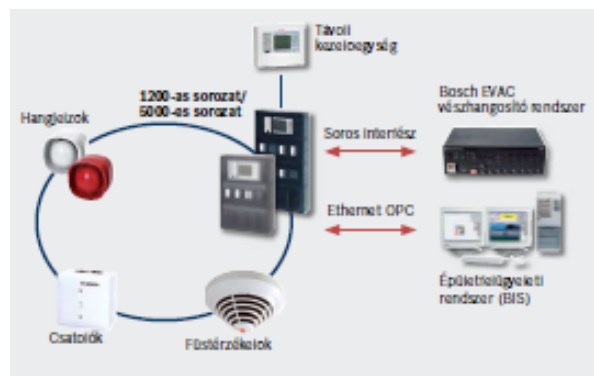 Távoli
kezelőegység
1200-as sorozat/
5000-es sorozat
Hangjelzők
Bosch EVAC
vészhangosító rendszer
Soros interfész
Ethernet OPC
Épületfelügyeleti
rendszer (BIS)
Csatolók
Füstérzékelők